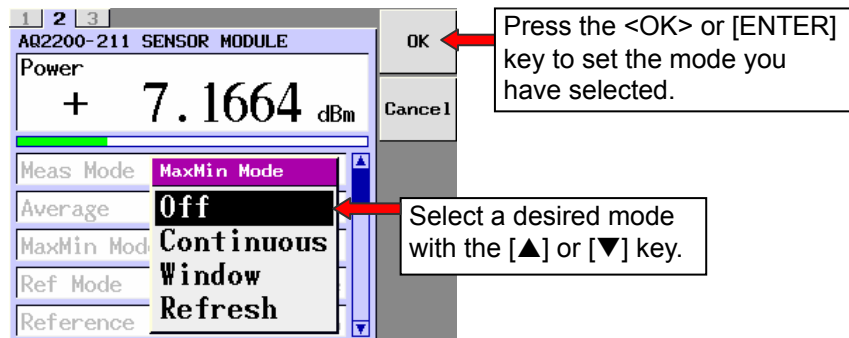 1 2 3
AQ2200-211 SENSOR MODULE
Power
+ 7.1664 dBm
OK
Cancel
Press the <OK> or [ENTER]
key to set the mode you
have selected.
Meas Mode
Average
MaxMin Mod
Ref Mode
Reference
MaxMin Mode
Off
Continuous
Window
Refresh
Select a desired mode
with the [▲] or [▼] key.